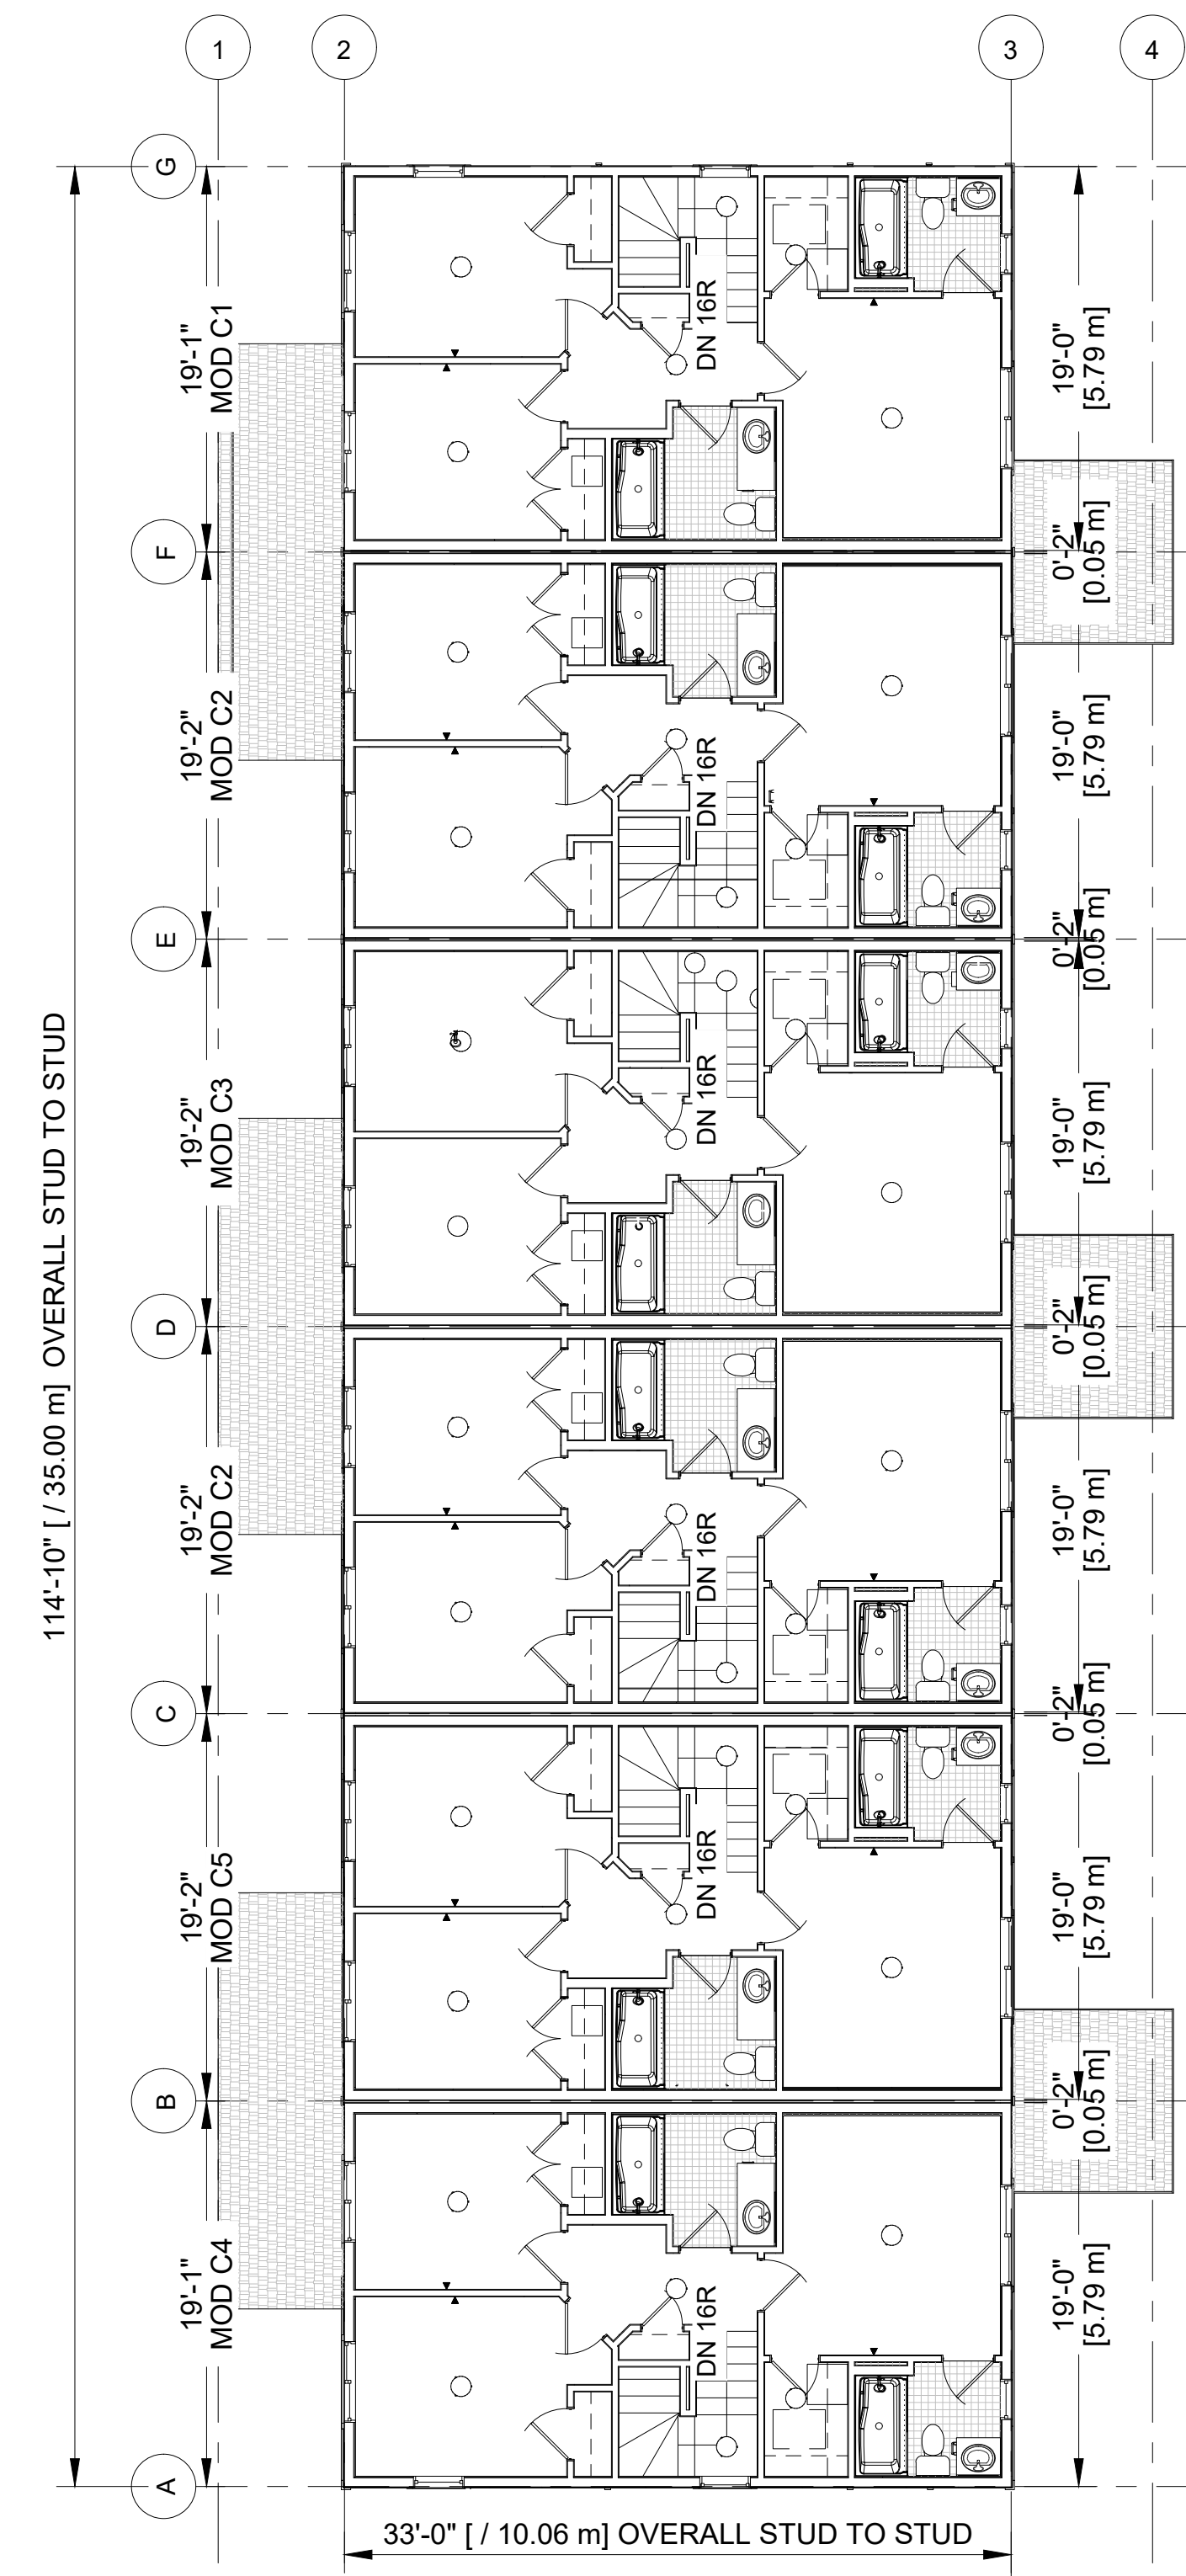 1
2
3
4
G
19'-1"
MOD C1
DN 16R
19'-0"
[5.79 m]
F
0'-2"
[0.05 m]
19'-2"
MOD C2
DN 16R
19'-0"
[5.79 m]
E
0'-2"
[0.05 m]
19'-2"
MOD C3
DN 16R
19'-0"
[5.79 m]
114'-10" [ / 35.00 m] OVERALL STUD TO STUD
D
0'-2"
[0.05 m]
19'-2"
MOD C2
DN 16R
19'-0"
[5.79 m]
C
0'-2"
[0.05 m]
19'-2"
MOD C5
DN 16R
19'-0"
[5.79 m]
B
0'-2"
[0.05 m]
19'-1"
MOD C4
DN 16R
19'-0"
[5.79 m]
A
33'-0" [ / 10.06 m] OVERALL STUD TO STUD